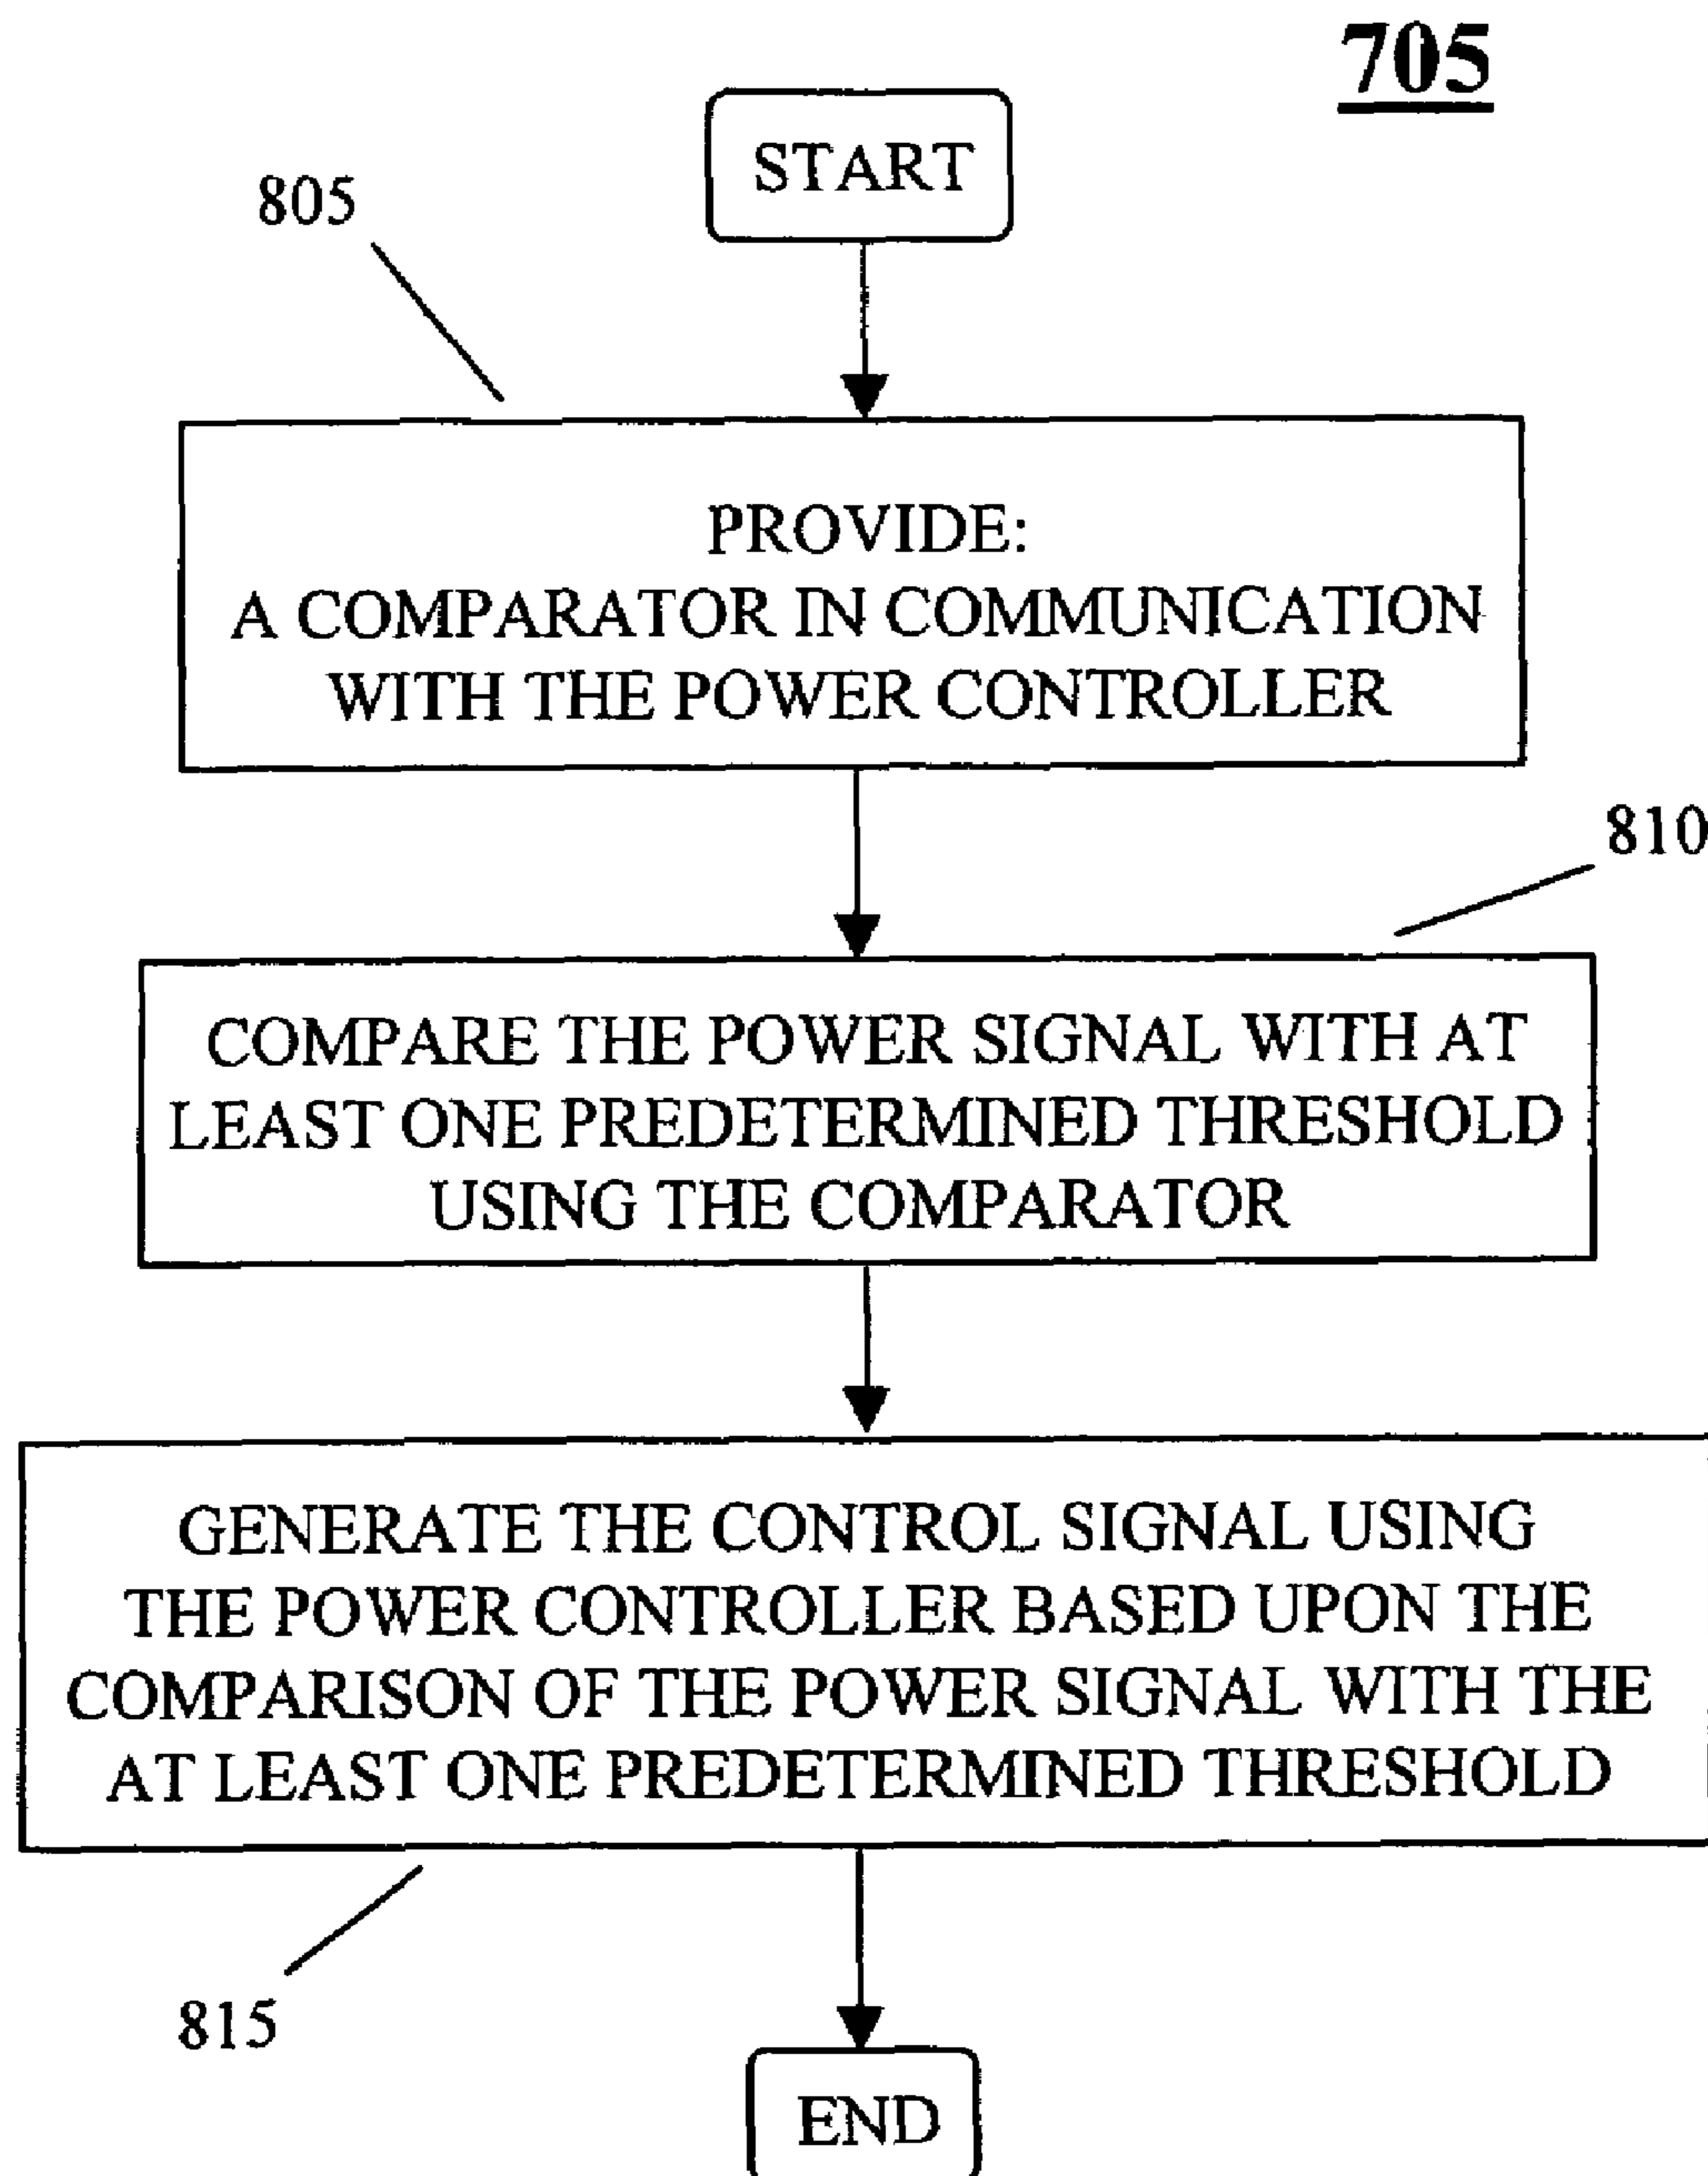 705
START
805
PROVIDE:
A COMPARATOR IN COMMUNICATION
WITH THE POWER CONTROLLER
810
COMPARE THE POWER SIGNAL WITH AT
LEAST ONE PREDETERMINED THRESHOLD
USING THE COMPARATOR
GENERATE THE CONTROL SIGNAL USING
THE POWER CONTROLLER BASED UPON THE
COMPARISON OF THE POWER SIGNAL WITH THE
AT LEAST ONE PREDETERMINED THRESHOLD
815
END